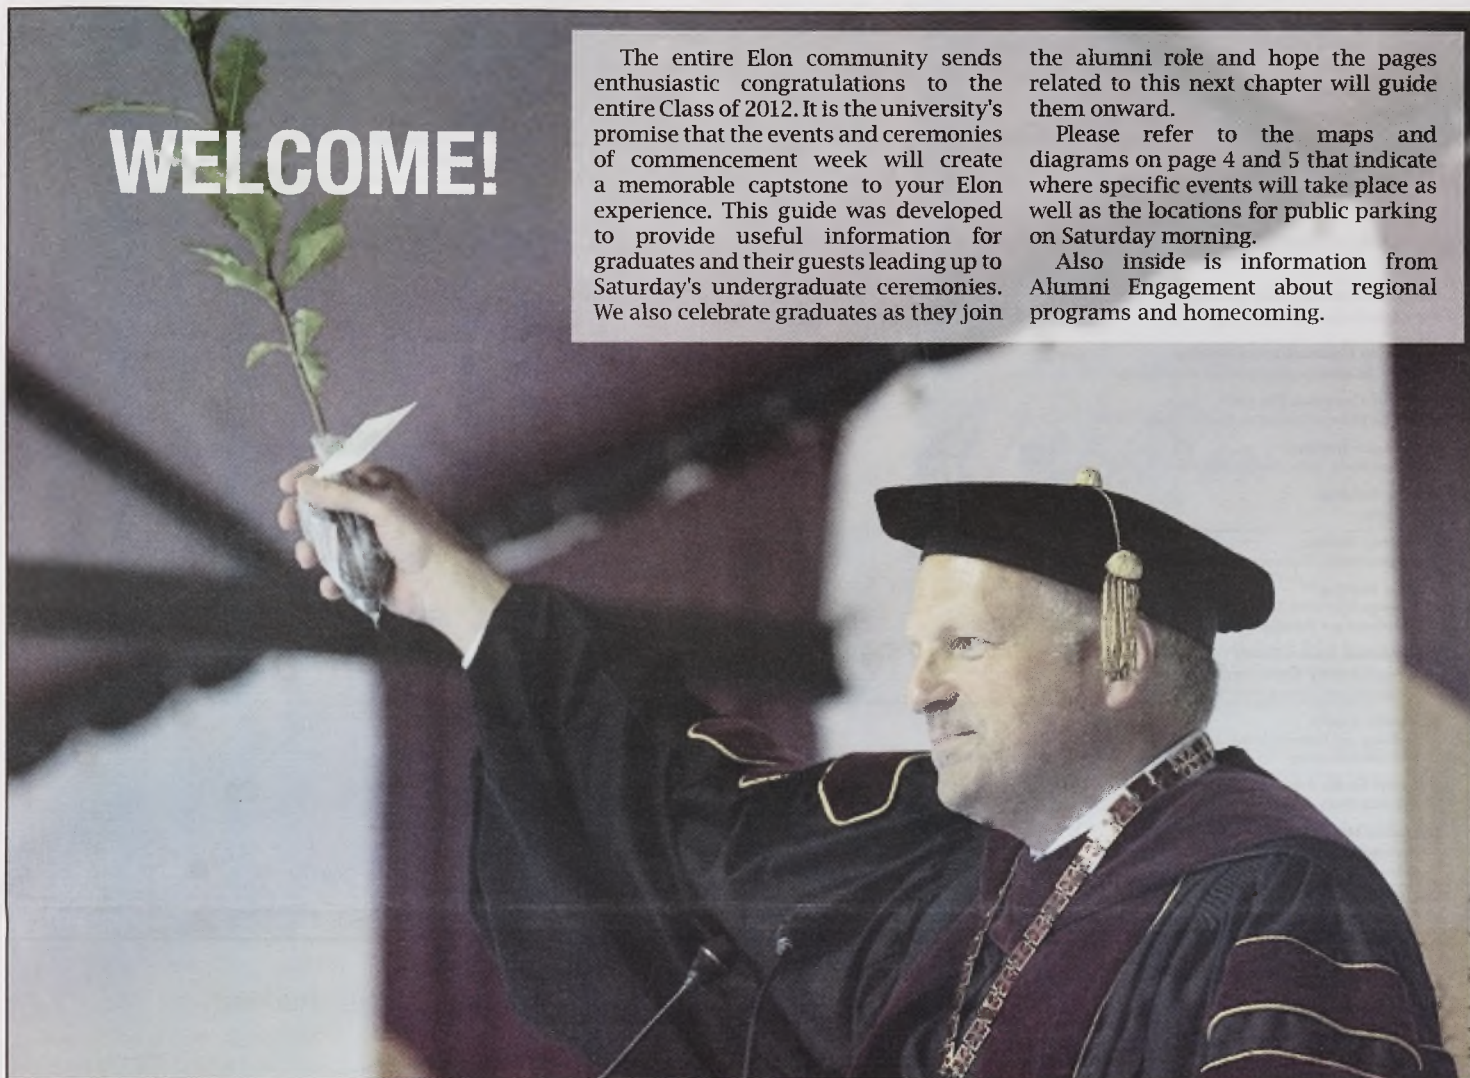 WELCOME!
The entire Elon community sends
enthusiastic congratulations to the
entire Class of 2012. It is the university's
promise that the events and ceremonies
of commencement week will create
a memorable captstone to your Elon
experience. This guide was developed
to provide useful information for
graduates and their guests leading up to
Saturday's undergraduate ceremonies.
We also celebrate graduates as they join
the alumni role and hope the pages
related to this next chapter will guide
them onward.
Please refer to the maps and
diagrams on page 4 and 5 that indicate
where specific events will take place as
well as the locations for public parking
on Saturday morning.
Also inside is information from
Alumni Engagement about regional
programs and homecoming.